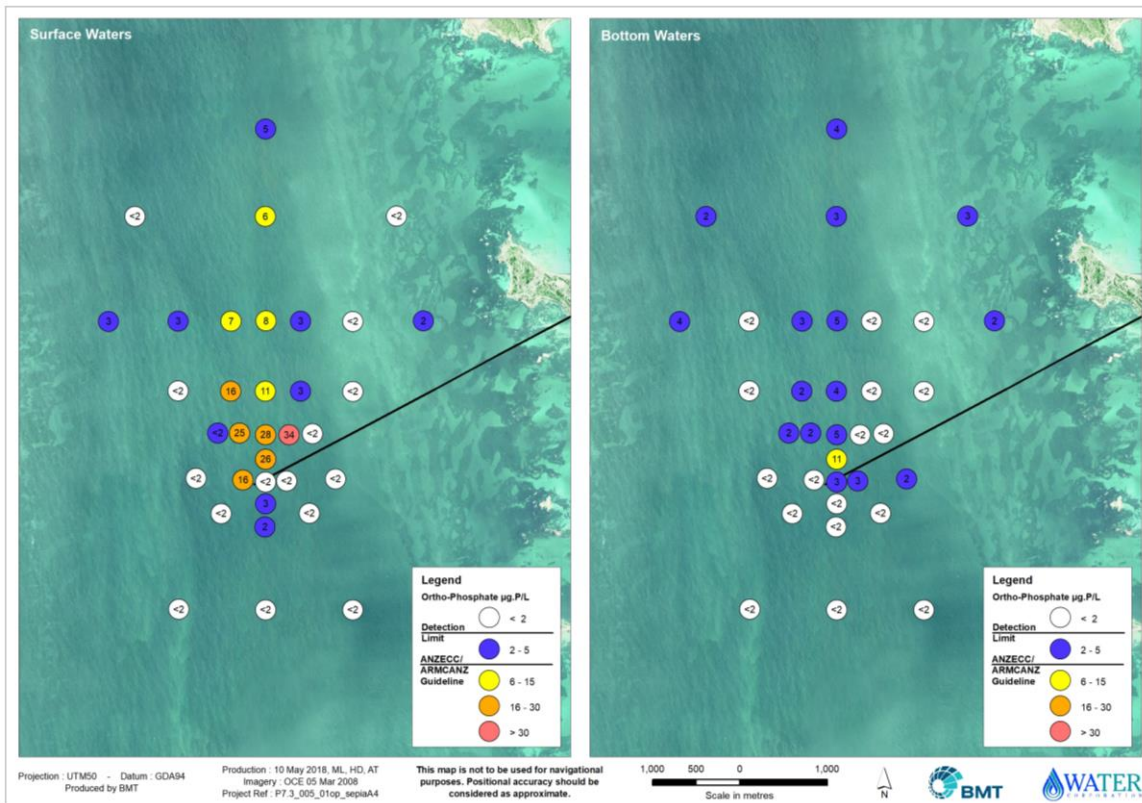 Surface Waters
5
<2
6
<2
3
3
7
8
3
<2
2
<2
16
11
3
<2
<2
25
28
34
<2
26
<2
16
<2
<2
<2
3
<2
<2
2
<2
<2
<2
Legend
Ortho-Phosphate µg.P/L
< 2
Detection
Limit
2 - 5
ANZECC/
ARMCANZ
Guideline
6 - 15
16 - 30
> 30
Bottom Waters
4
2
3
3
4
<2
3
5
<2
<2
2
<2
2
4
<2
<2
2
2
5
<2
<2
11
<2
<2
3
3
2
<2
<2
<2
<2
<2
<2
<2
Legend
Ortho-Phosphate µg.P/L
< 2
Detection
Limit
2 - 5
ANZECC/
ARMCANZ
Guideline
6 - 15
16 - 30
> 30
Projection : UTM50 - Datum : GDA94
Produced by BMT
Production : 10 May 2018, ML, HD, AT
Imagery : OCE 05 Mar 2008
Project Ref : P7.3_005_01op_sepiaA4
This map is not to be used for navigational
purposes. Positional accuracy should be
considered as approximate.
1,000 500 0 1,000
Scale in metres
N
BMT
WATER
CORPORATION